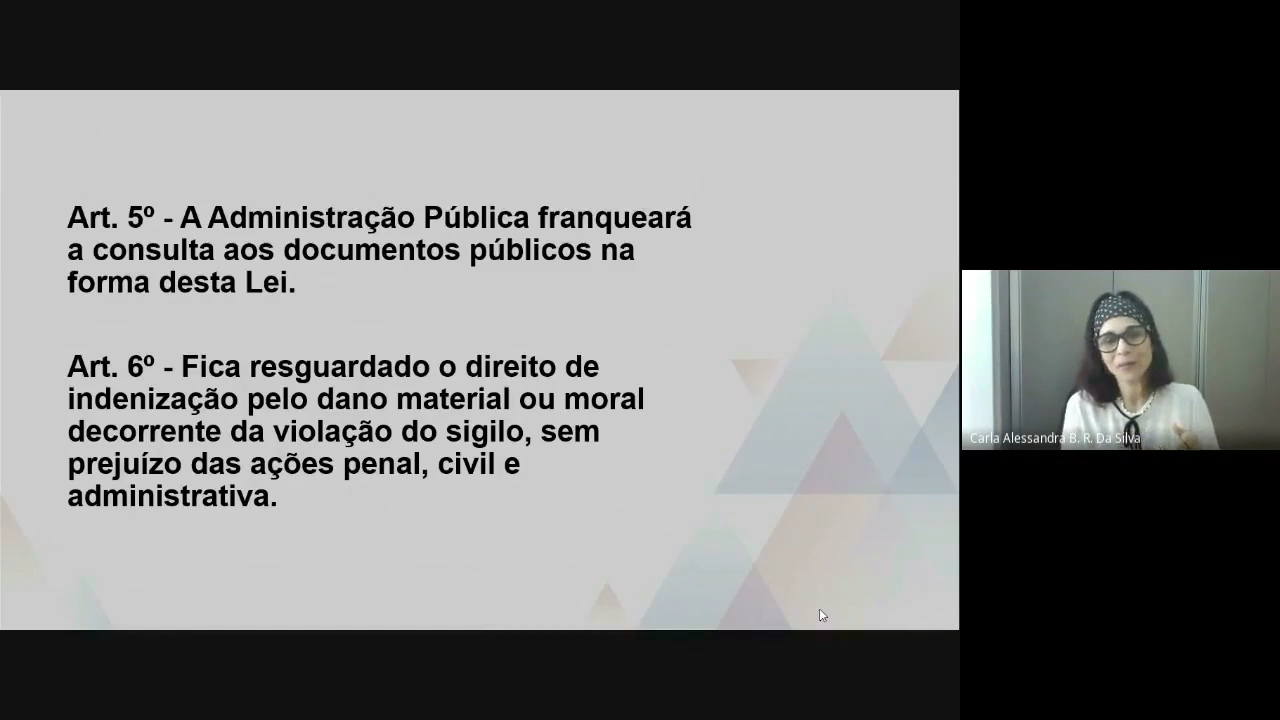 Art. 5º - A Administração Pública franqueará
a consulta aos documentos públicos na
forma desta Lei.
Art. 6º - Fica resguardado o direito de
indenização pelo dano material ou moral
decorrente da violação do sigilo, sem
prejuízo das ações penal, civil e
administrativa.
Carla Alessandra B. R. Da Silva